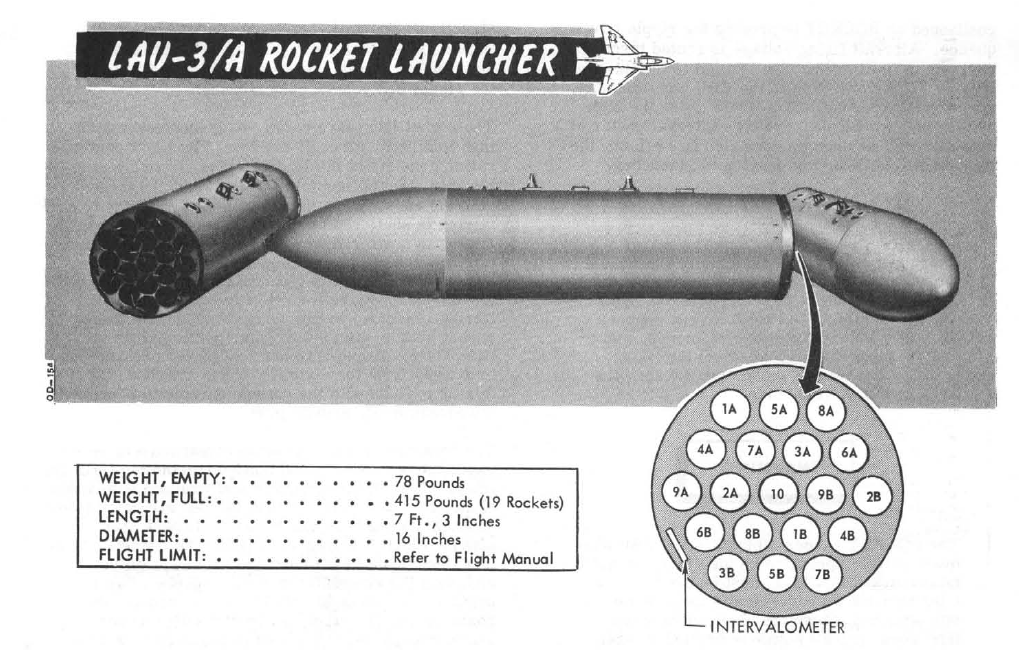 LAU-3/A ROCKET LAUNCHER
OD-154
1A 5A 8A
4A 7A 3A 6A
9A 2A 10 9B 2B
6B 8B 1B 4B
3B 5B 7B
INTERVALOMETER
WEIGHT, EMPTY: . . . . . . . . . . 78 Pounds
WEIGHT, FULL: . . . . . . . . . . . 415 Pounds (19 Rockets)
LENGTH: . . . . . . . . . . . . . 7 Ft., 3 Inches
DIAMETER: . . . . . . . . . . . . . 16 Inches
FLIGHT LIMIT: . . . . . . . . . . . Refer to Flight Manual